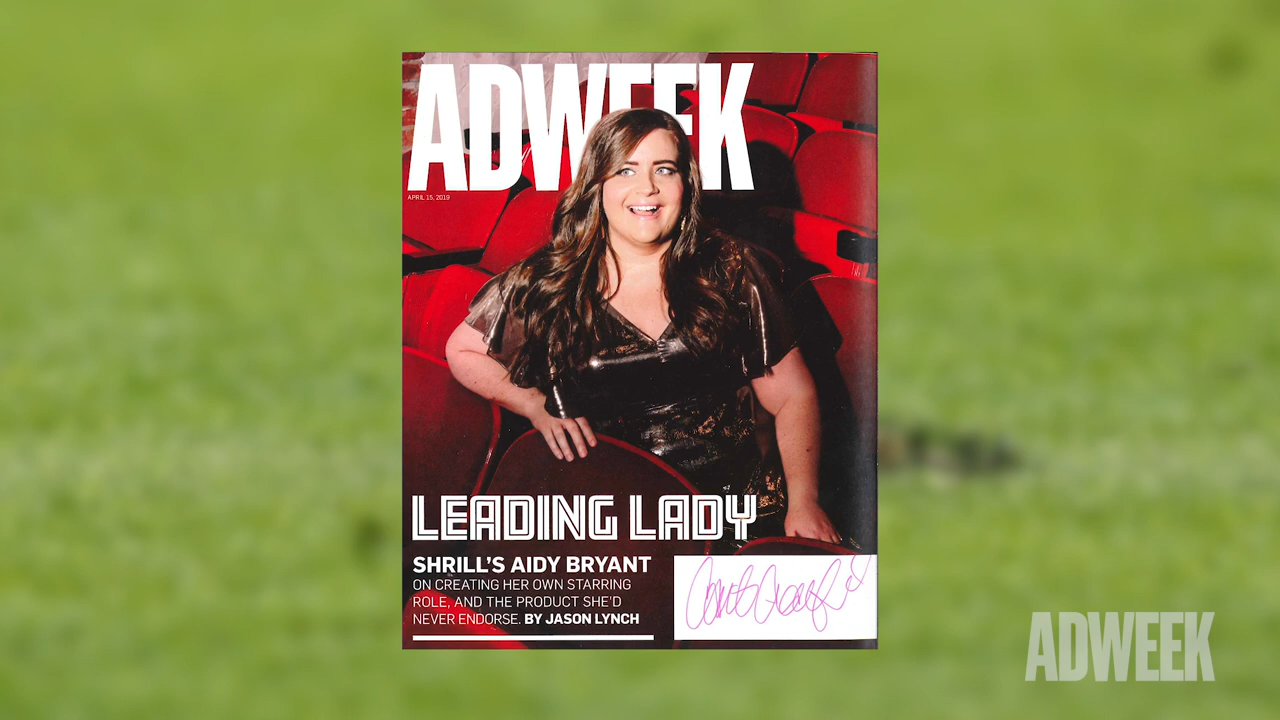 ADWEEK
APRIL 15, 2019
LEADING LADY
SHRILL'S AIDY BRYANT
ON CREATING HER OWN STARRING
ROLE, AND THE PRODUCT SHE'D
NEVER ENDORSE. BY JASON LYNCH
ADWEEK